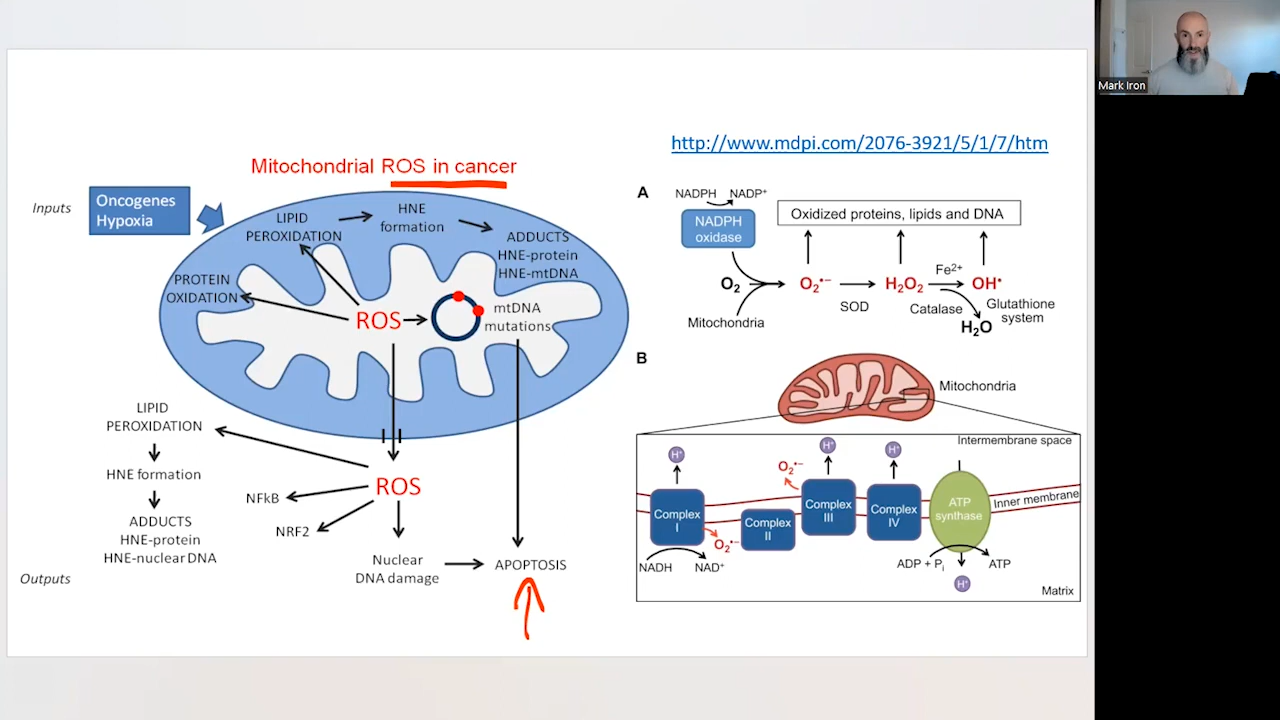 Mark Iron
http://www.mdpi.com/2076-3921/5/1/7/htm
Mitochondrial ROS in cancer
Inputs
Oncogenes
Hypoxia
LIPID
PEROXIDATION
HNE
formation
ADDUCTS
HNE-protein
HNE-mtDNA
PROTEIN
OXIDATION
ROS
mtDNA
mutations
LIPID
PEROXIDATION
HNE formation
ADDUCTS
HNE-protein
HNE-nuclear DNA
ROS
NFkB
NRF2
Nuclear
DNA damage
APOPTOSIS
Outputs
A
NADPH NADP⁺
NADPH
oxidase
Oxidized proteins, lipids and DNA
O₂
O₂•⁻
SOD
H₂O₂
Fe²⁺
OH•
Catalase
Glutathione
system
H₂O
Mitochondria
B
Mitochondria
Intermembrane space
H⁺
H⁺
H⁺
O₂•⁻
Complex
I
O₂•⁻
Complex
II
Complex
III
Complex
IV
ATP
synthase
Inner membrane
NADH NAD⁺
ADP + Pᵢ ATP
H⁺
Matrix